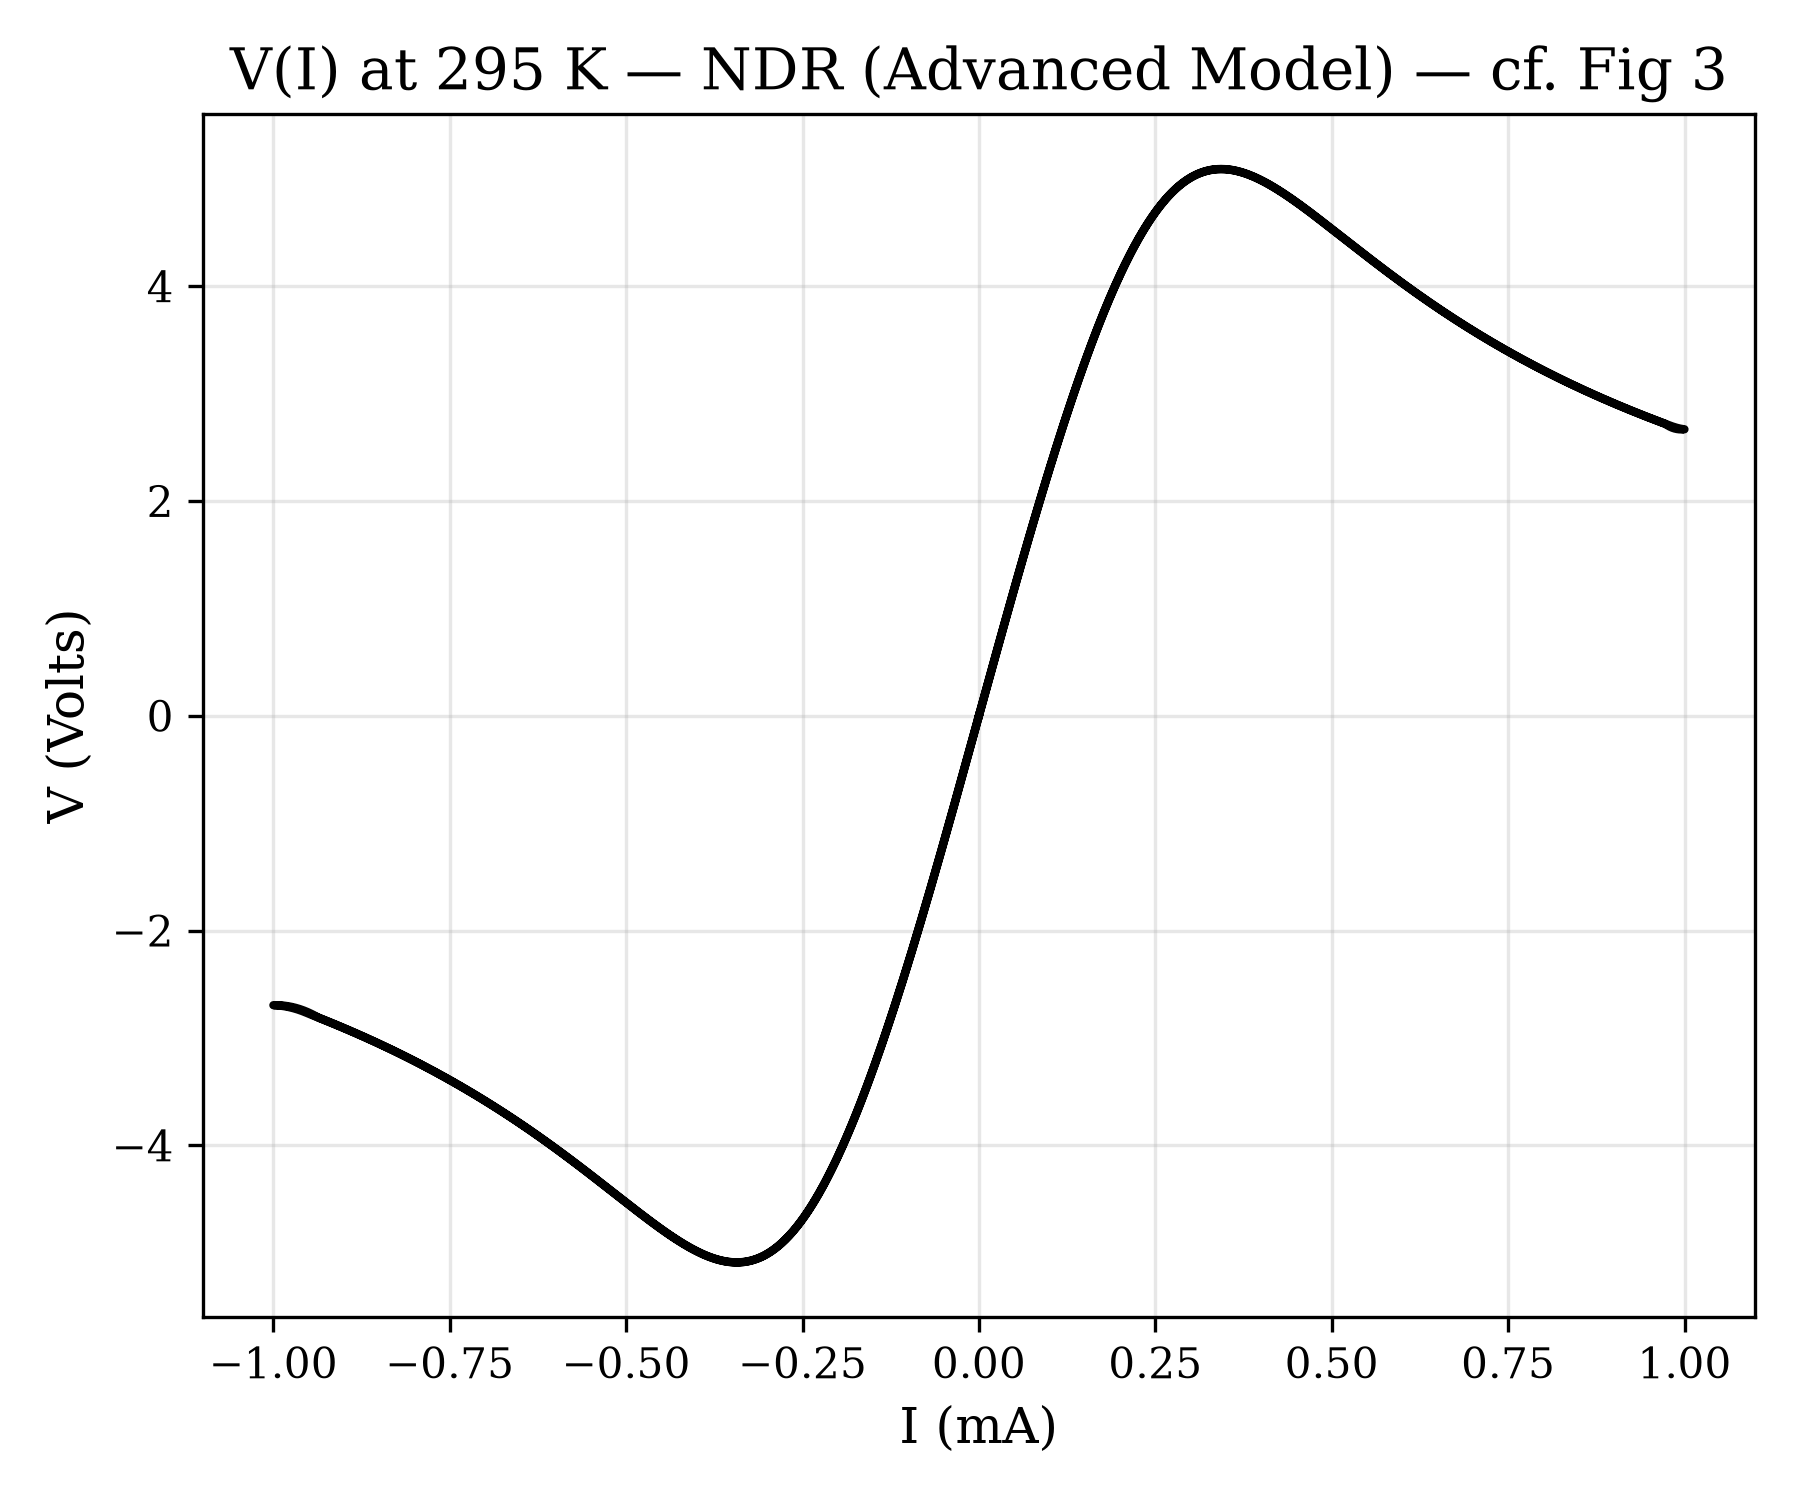 V(I) at 295 K — NDR (Advanced Model) — cf. Fig 3
V (Volts)
4
2
0
−2
−4
−1.00 −0.75 −0.50 −0.25 0.00 0.25 0.50 0.75 1.00
I (mA)